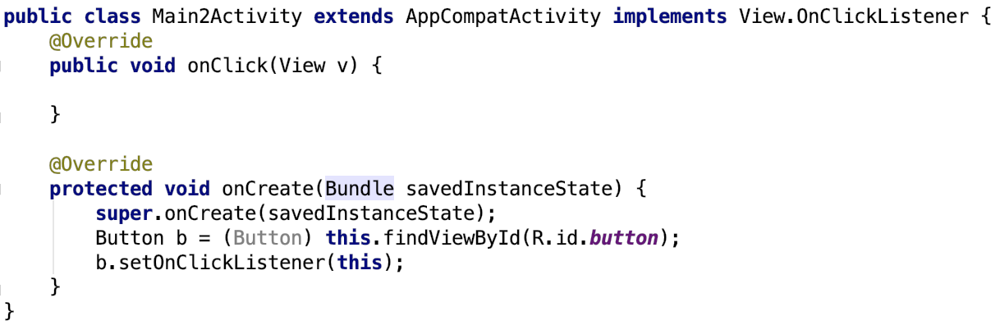 public class Main2Activity extends AppCompatActivity implements View.OnClickListener {
    @Override
    public void onClick(View v) {

    }

    @Override
    protected void onCreate(Bundle savedInstanceState) {
        super.onCreate(savedInstanceState);
        Button b = (Button) this.findViewById(R.id.button);
        b.setOnClickListener(this);
    }
}